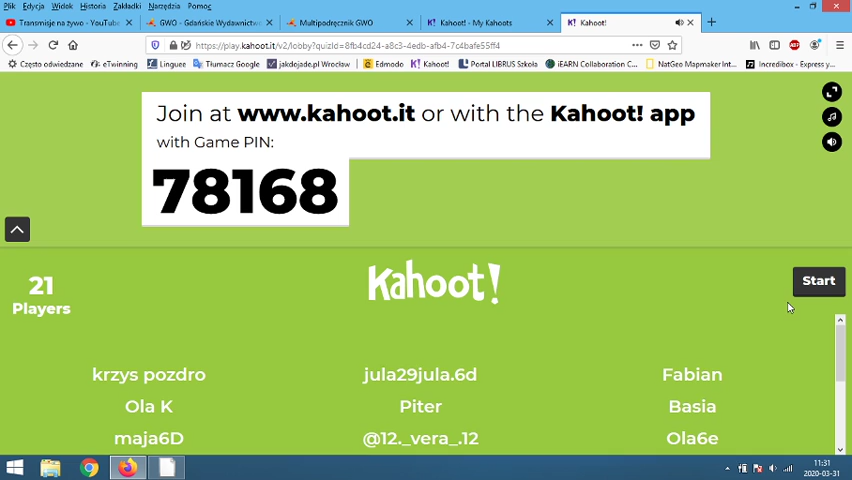 Plik Edycja Widok Historia Zakładki Narzędzia Pomoc
Transmisje na żywo - YouTube
GWO - Gdańskie Wydawnictwo
Multipodręcznik GWO
Kahoot! - My Kahoots
Kahoot!
https://play.kahoot.it/v2/lobby?quizId=8fb4cd24-a8c3-4edb-afb4-7c4bafe55ff4
Często odwiedzane eTwinning Linguee Tłumacz Google jakdojade.pl Wrocław Edmodo Kahoot! Portal LIBRUS Szkoła iEARN Collaboration C... NatGeo Mapmaker Int... Incredibox - Express y...
Join at www.kahoot.it or with the Kahoot! app
with Game PIN:
78168
21
Players
Kahoot!
Start
krzys pozdro jula29jula.6d Fabian
Ola K Piter Basia
maja6D @12._vera_.12 Ola6e
11:31
2020-03-31